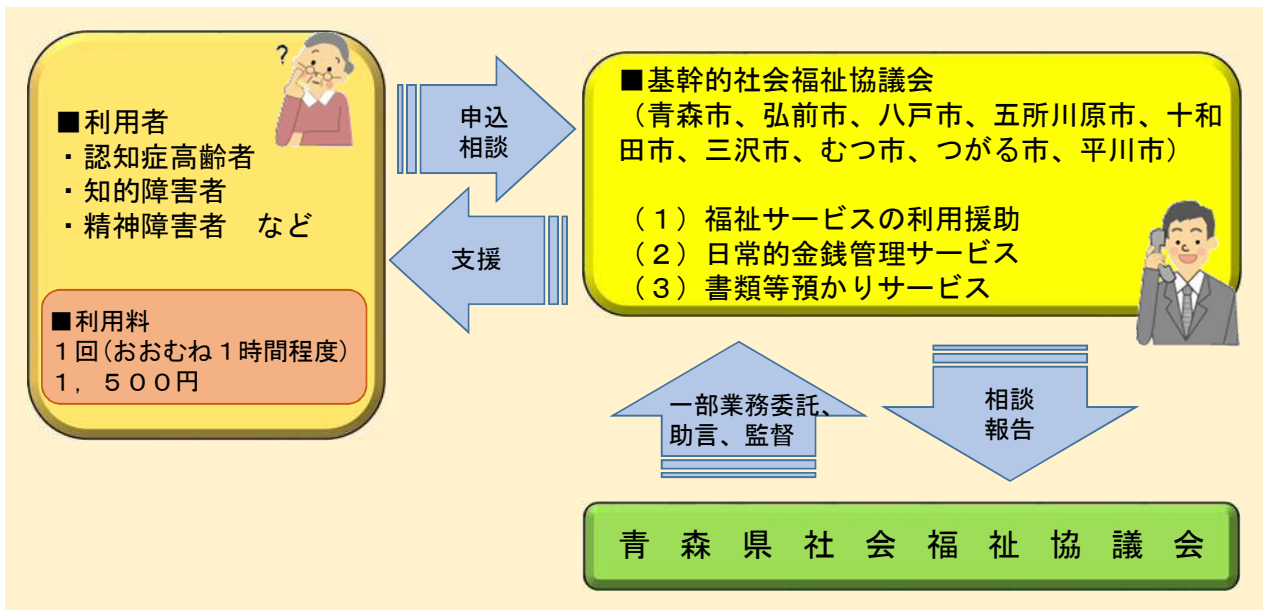 ?
■利用者
・認知症高齢者
・知的障害者
・精神障害者　など
■利用料
１回(おおむね１時間程度)
１，５００円
申込
相談
支援
■基幹的社会福祉協議会
（青森市、弘前市、八戸市、五所川原市、十和
田市、三沢市、むつ市、つがる市、平川市）
（１）福祉サービスの利用援助
（２）日常的金銭管理サービス
（３）書類等預かりサービス
一部業務委託、
助言、監督
相談
報告
青　森　県　社　会　福　祉　協　議　会